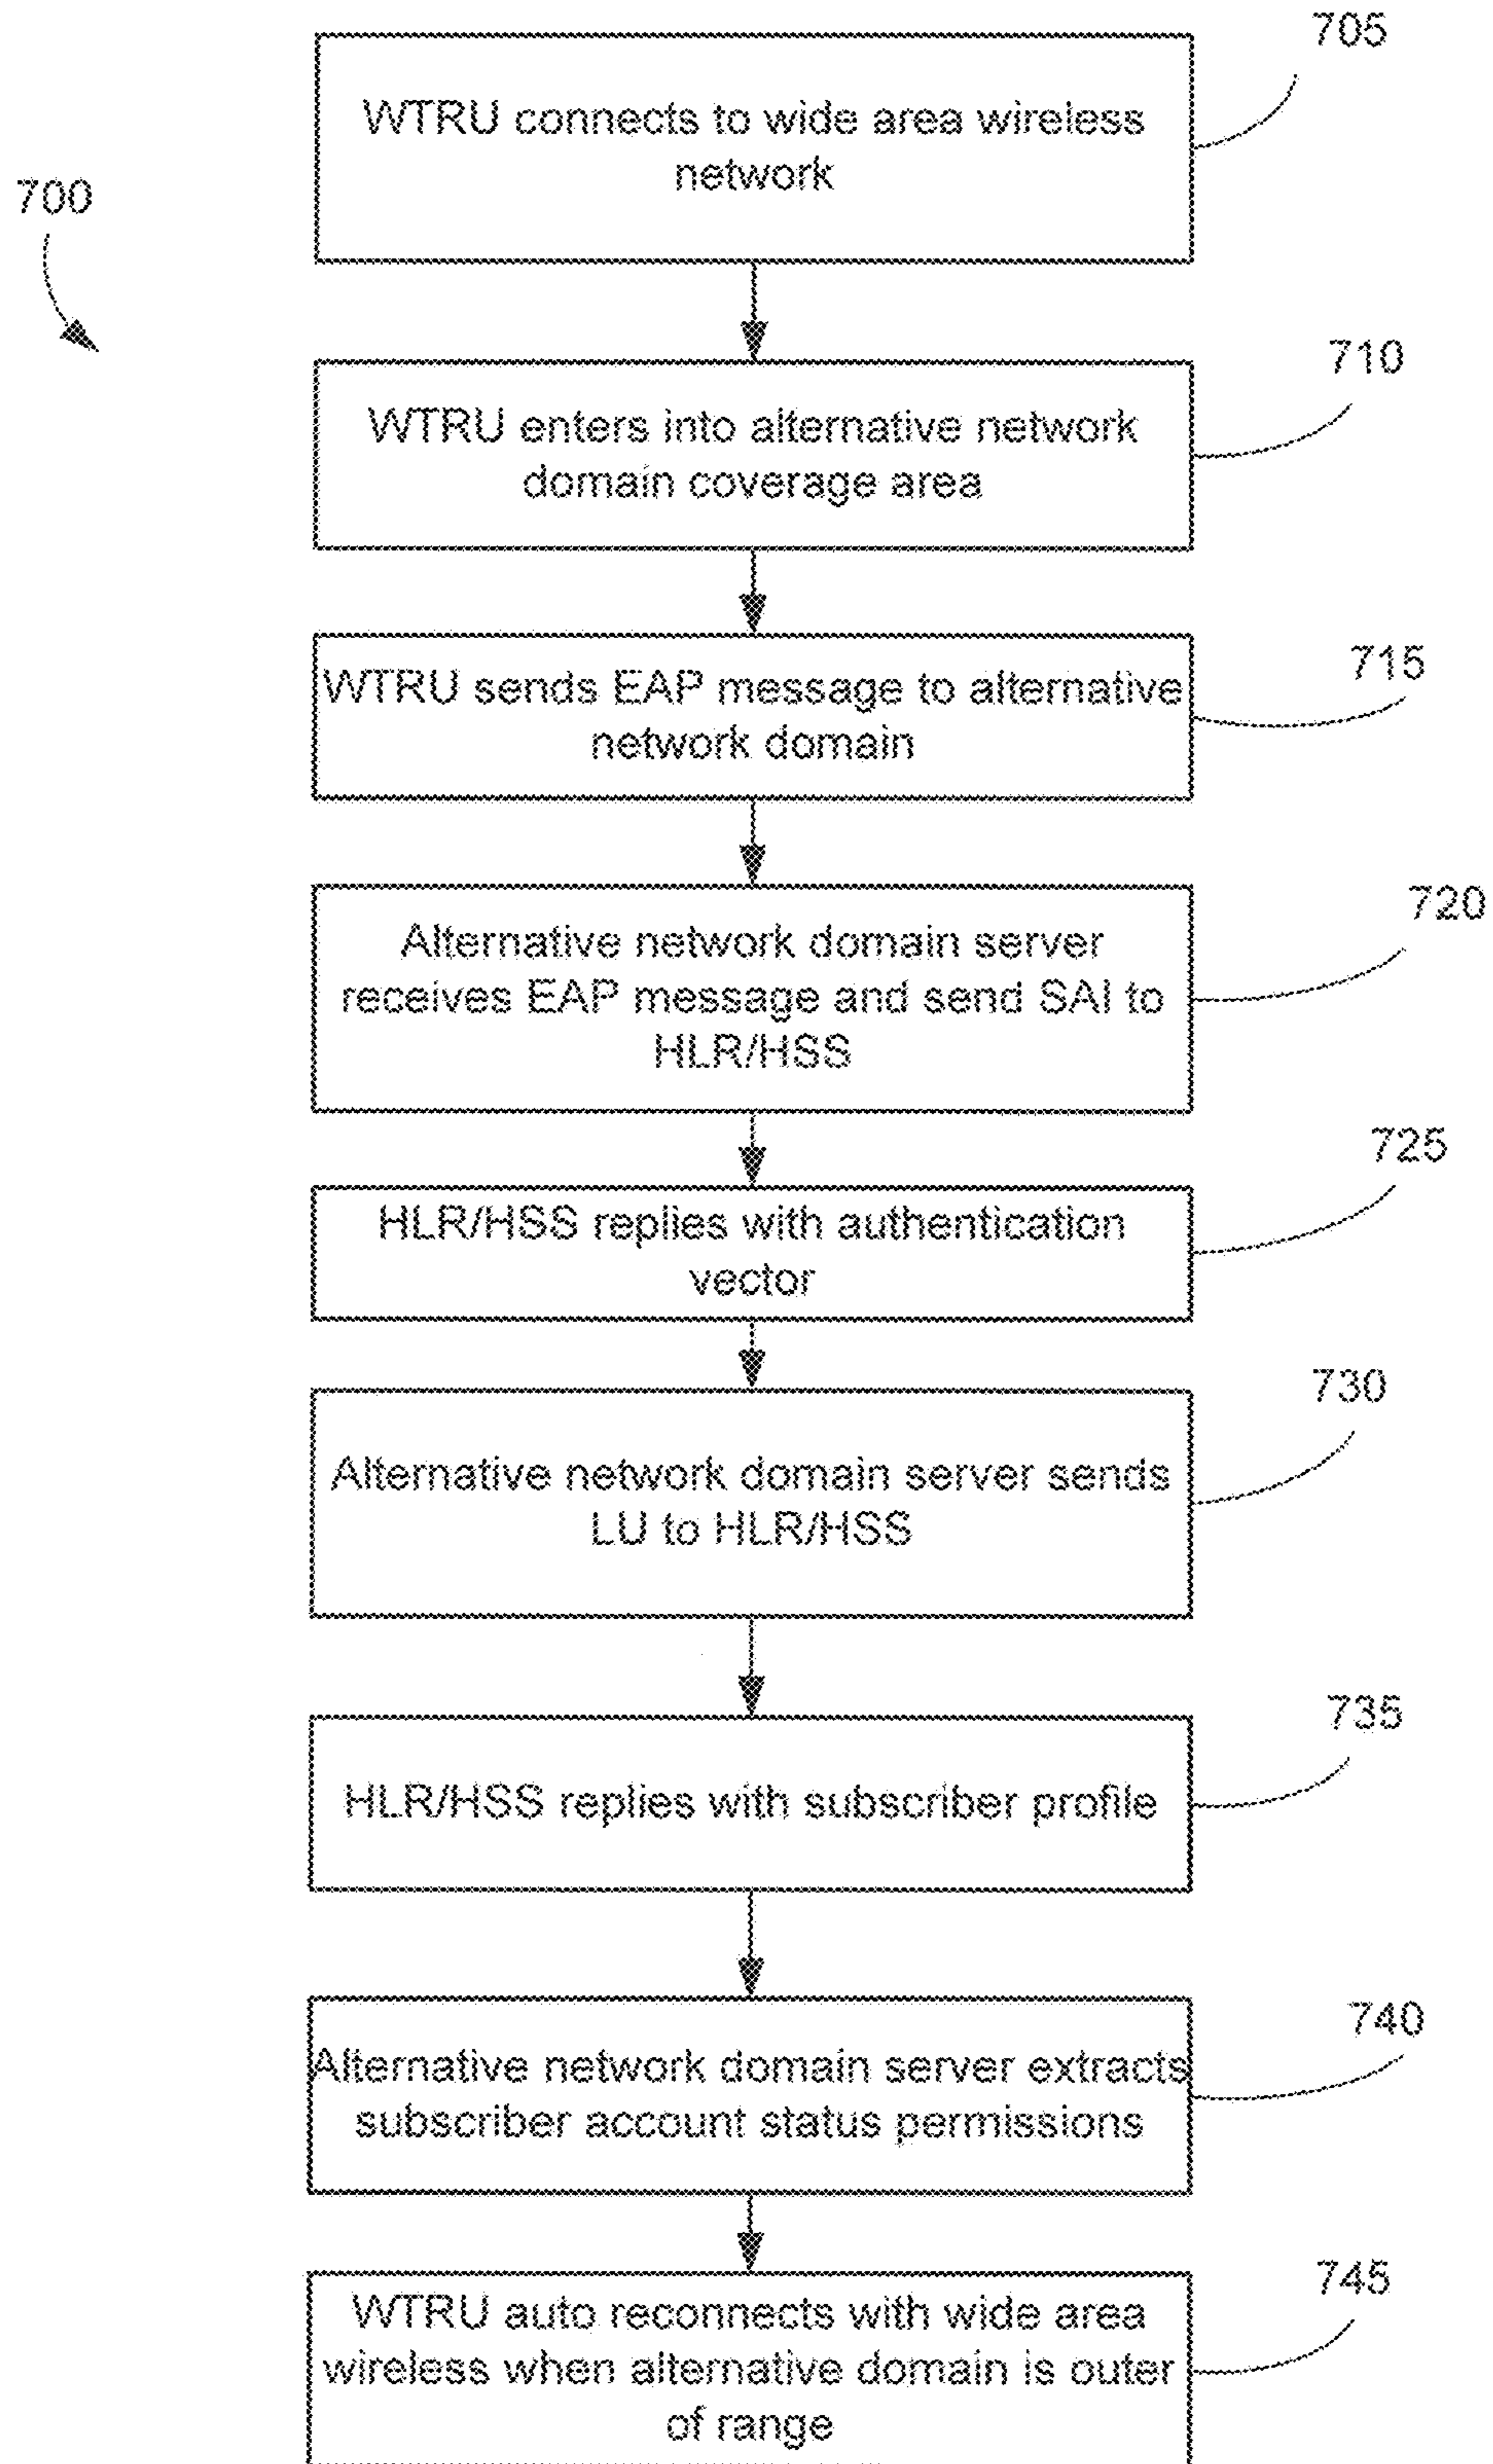 705
WTRU connects to wide area wireless
network
700
710
WTRU enters into alternative network
domain coverage area
715
WTRU sends EAP message to alternative
network domain
720
Alternative network domain server
receives EAP message and send SAI to
HLR/HSS
725
HLR/HSS replies with authentication
vector
730
Alternative network domain server sends
LU to HLR/HSS
735
HLR/HSS replies with subscriber profile
740
Alternative network domain server extracts
subscriber account status permissions
745
WTRU auto reconnects with wide area
wireless when alternative domain is outer
of range